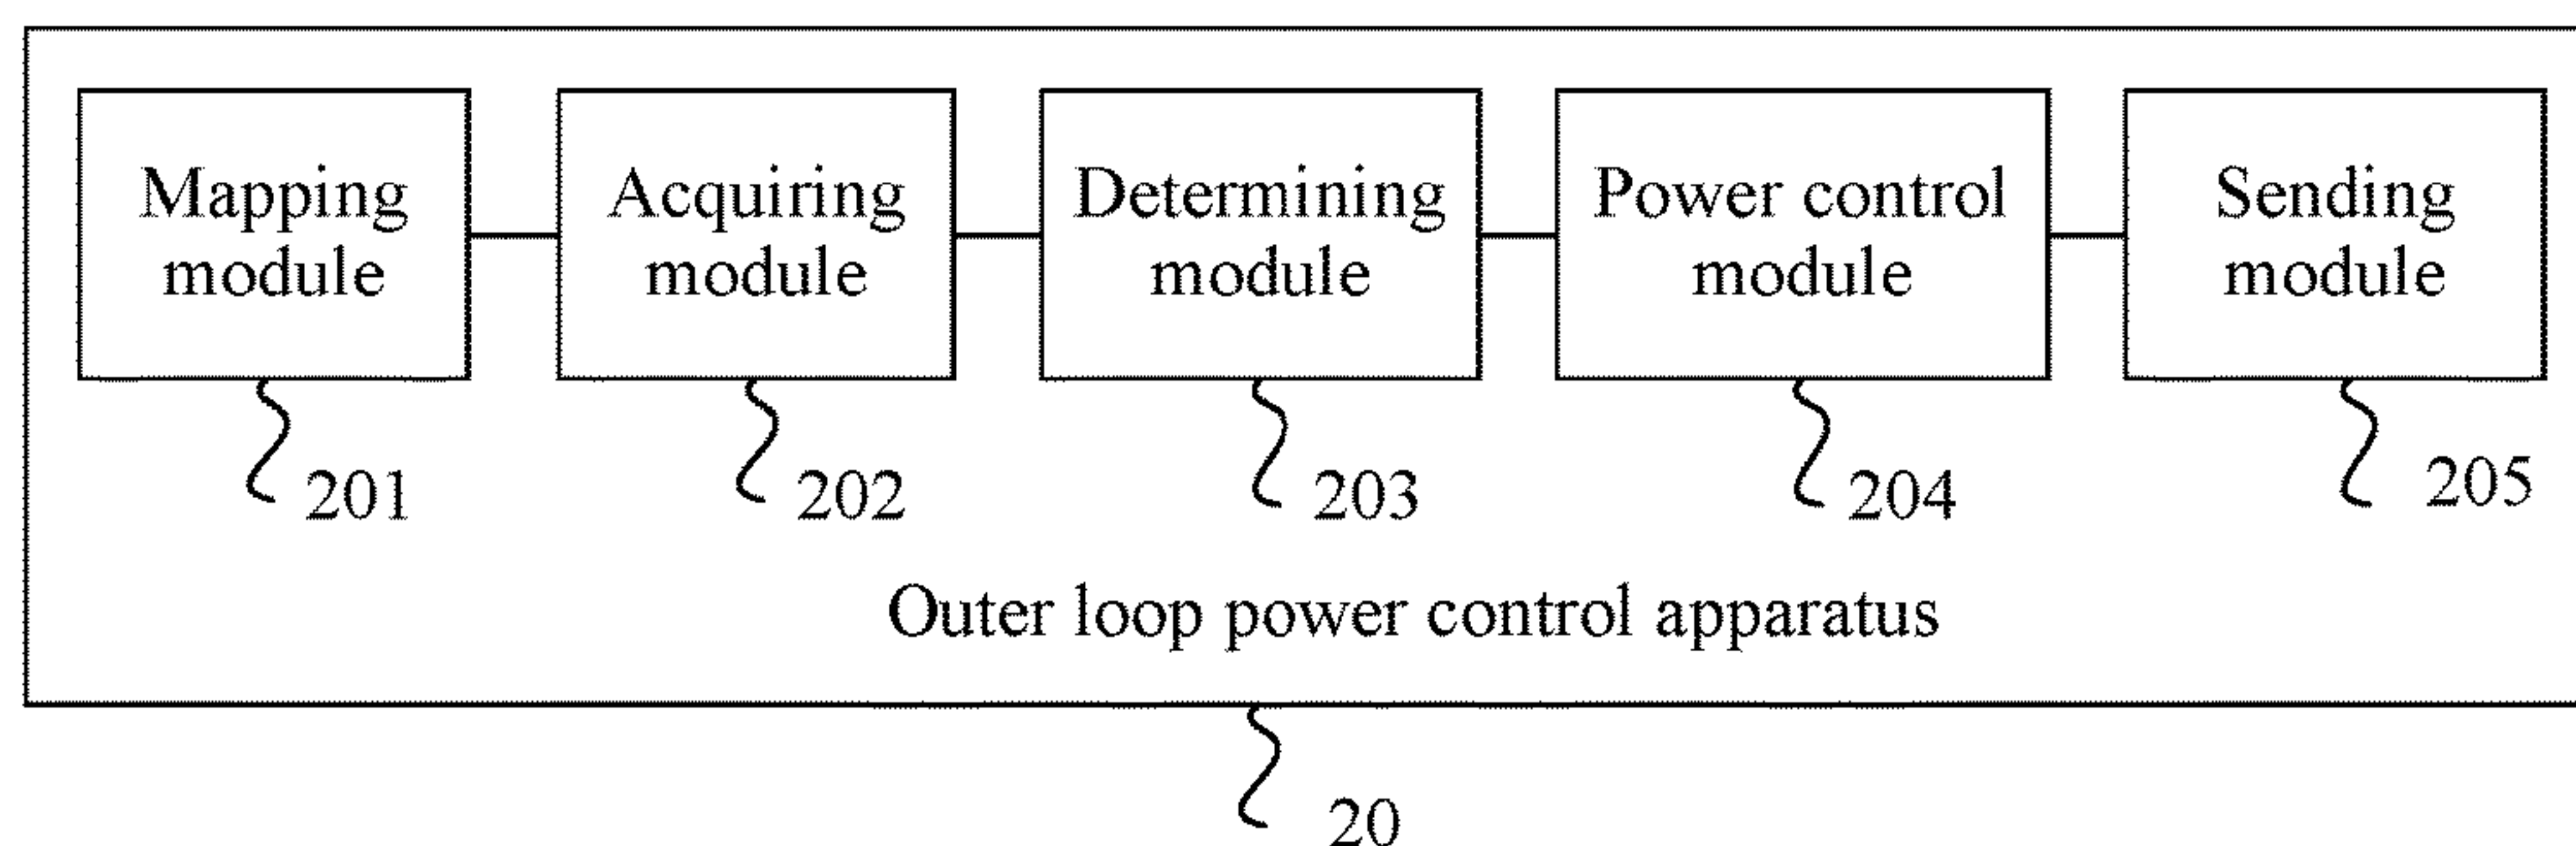 Mapping
module
Acquiring
module
Determining
module
Power control
module
Sending
module
201
202
203
204
205
Outer loop power control apparatus
20